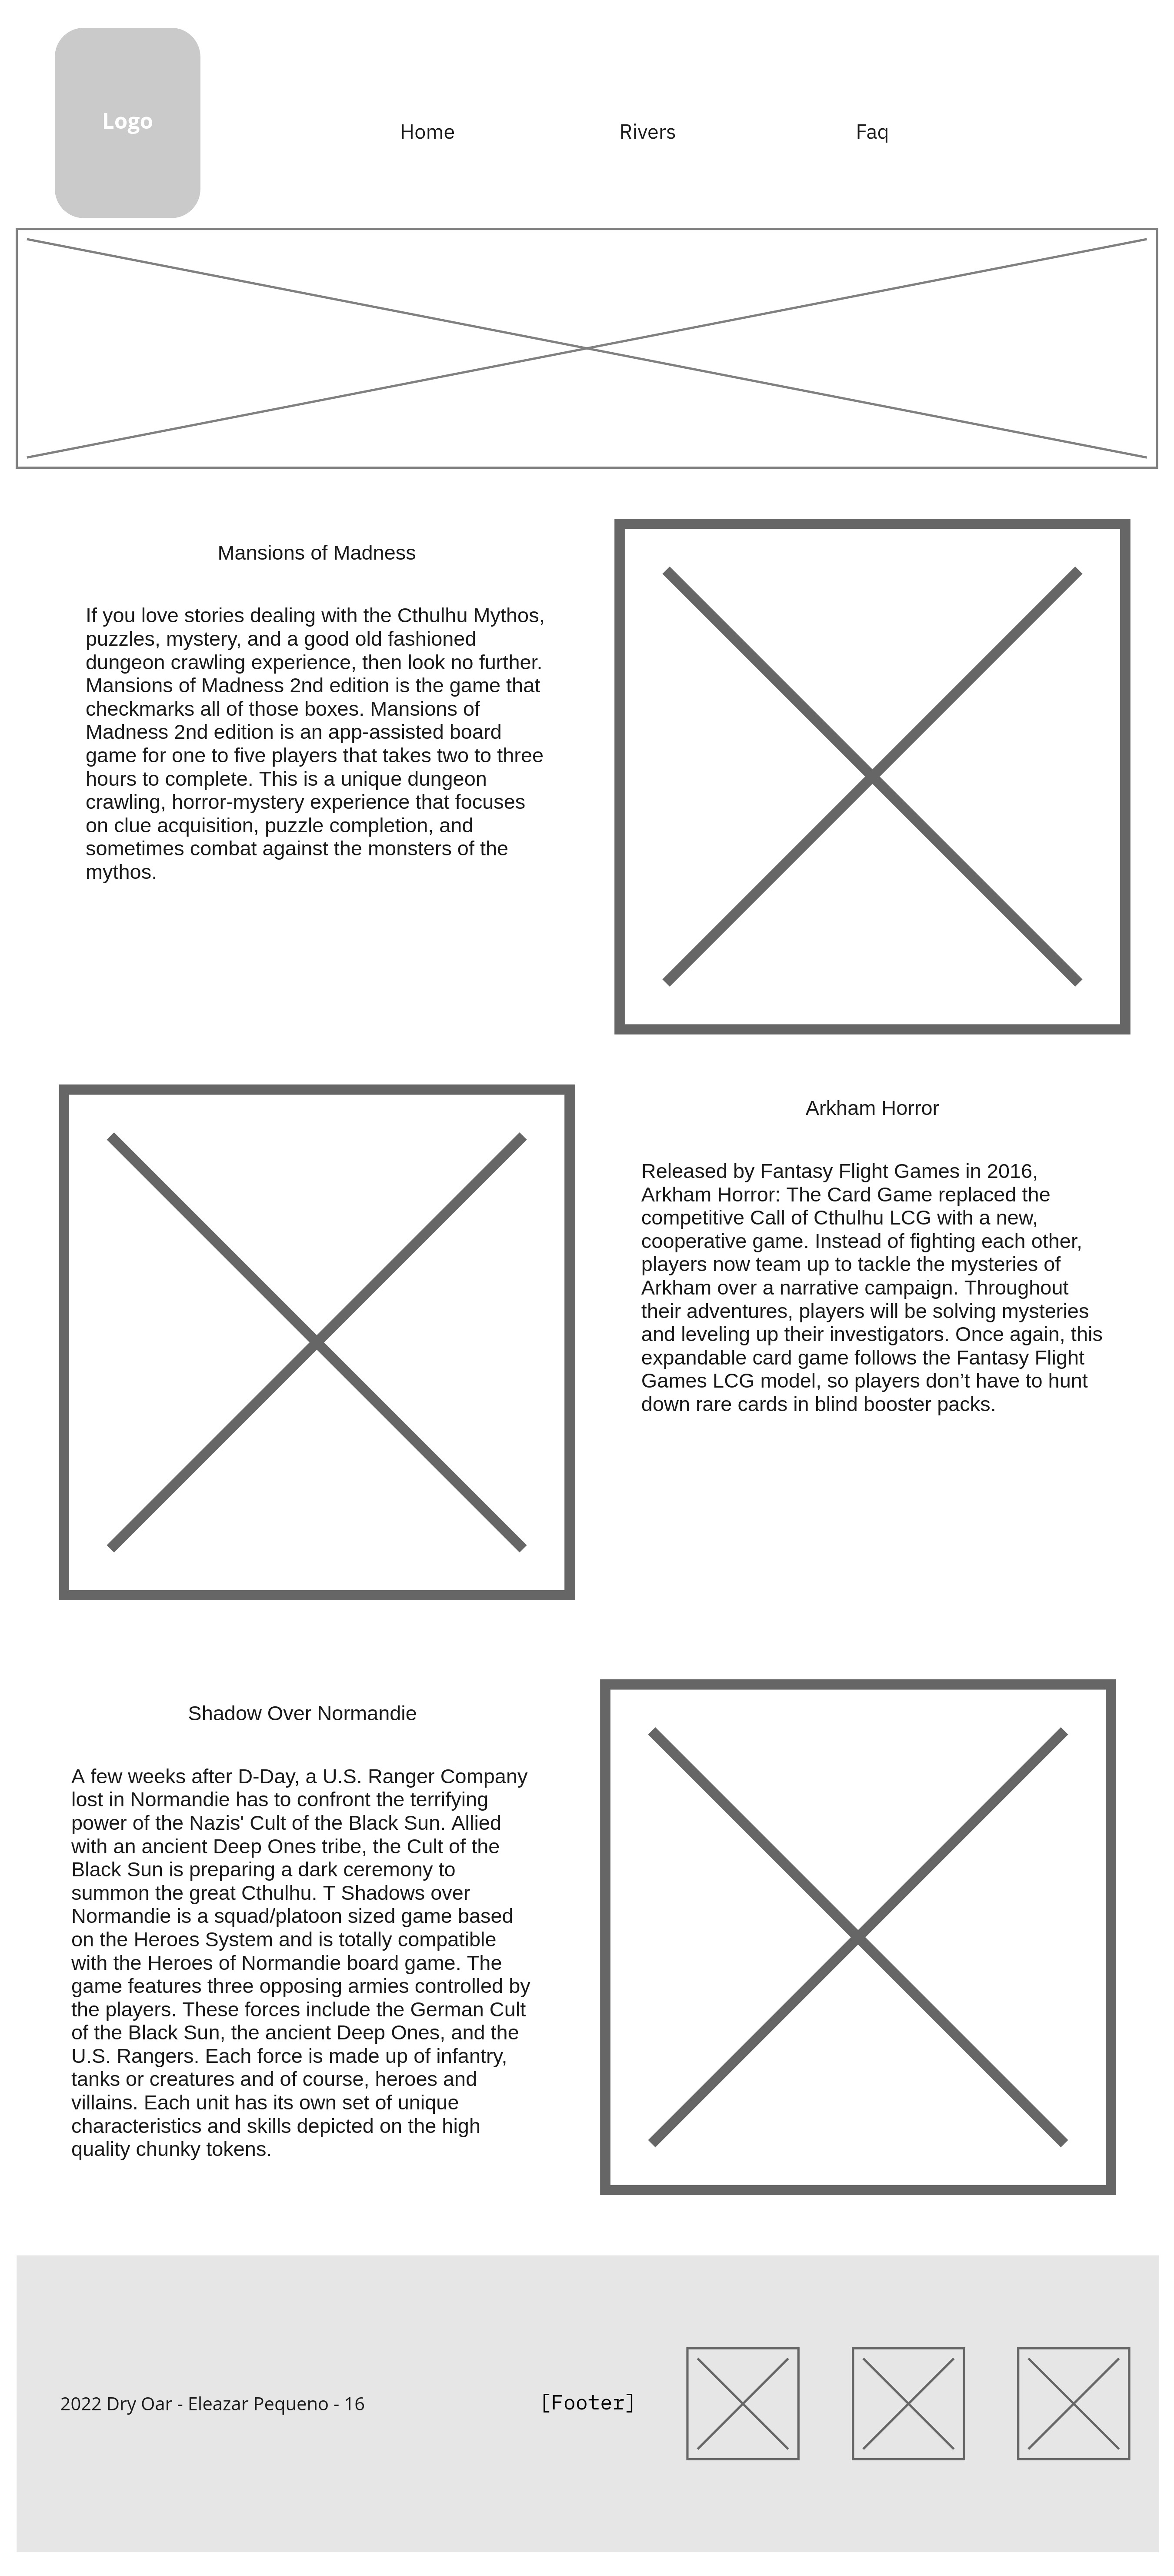 Logo
Home Rivers Faq
Mansions of Madness
If you love stories dealing with the Cthulhu Mythos,
puzzles, mystery, and a good old fashioned
dungeon crawling experience, then look no further.
Mansions of Madness 2nd edition is the game that
checkmarks all of those boxes. Mansions of
Madness 2nd edition is an app-assisted board
game for one to five players that takes two to three
hours to complete. This is a unique dungeon
crawling, horror-mystery experience that focuses
on clue acquisition, puzzle completion, and
sometimes combat against the monsters of the
mythos.
Arkham Horror
Released by Fantasy Flight Games in 2016,
Arkham Horror: The Card Game replaced the
competitive Call of Cthulhu LCG with a new,
cooperative game. Instead of fighting each other,
players now team up to tackle the mysteries of
Arkham over a narrative campaign. Throughout
their adventures, players will be solving mysteries
and leveling up their investigators. Once again, this
expandable card game follows the Fantasy Flight
Games LCG model, so players don’t have to hunt
down rare cards in blind booster packs.
Shadow Over Normandie
A few weeks after D-Day, a U.S. Ranger Company
lost in Normandie has to confront the terrifying
power of the Nazis' Cult of the Black Sun. Allied
with an ancient Deep Ones tribe, the Cult of the
Black Sun is preparing a dark ceremony to
summon the great Cthulhu. T Shadows over
Normandie is a squad/platoon sized game based
on the Heroes System and is totally compatible
with the Heroes of Normandie board game. The
game features three opposing armies controlled by
the players. These forces include the German Cult
of the Black Sun, the ancient Deep Ones, and the
U.S. Rangers. Each force is made up of infantry,
tanks or creatures and of course, heroes and
villains. Each unit has its own set of unique
characteristics and skills depicted on the high
quality chunky tokens.
2022 Dry Oar - Eleazar Pequeno - 16 [Footer]